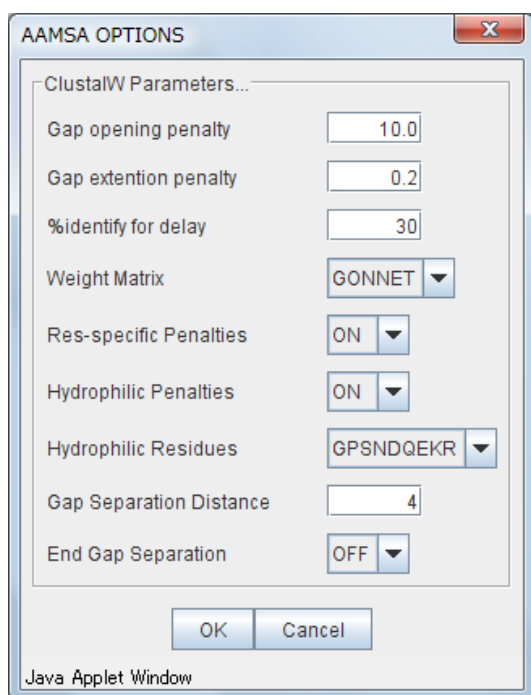 AAMSA OPTIONS
ClustalW Parameters...
Gap opening penalty 10.0
Gap extention penalty 0.2
%identify for delay 30
Weight Matrix GONNET
Res-specific Penalties ON
Hydrophilic Penalties ON
Hydrophilic Residues GPSNDQEKR
Gap Separation Distance 4
End Gap Separation OFF
OK Cancel
Java Applet Window